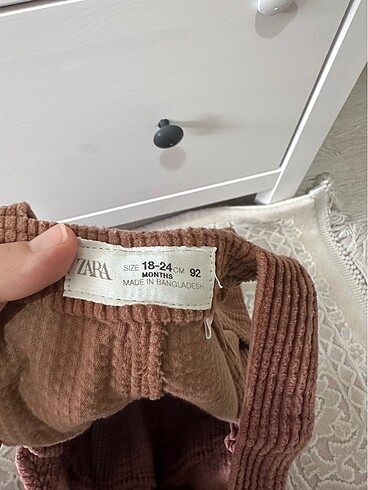 ZARA
SIZE 18-24 CM 92
MONTHS
MADE IN BANGLADESH